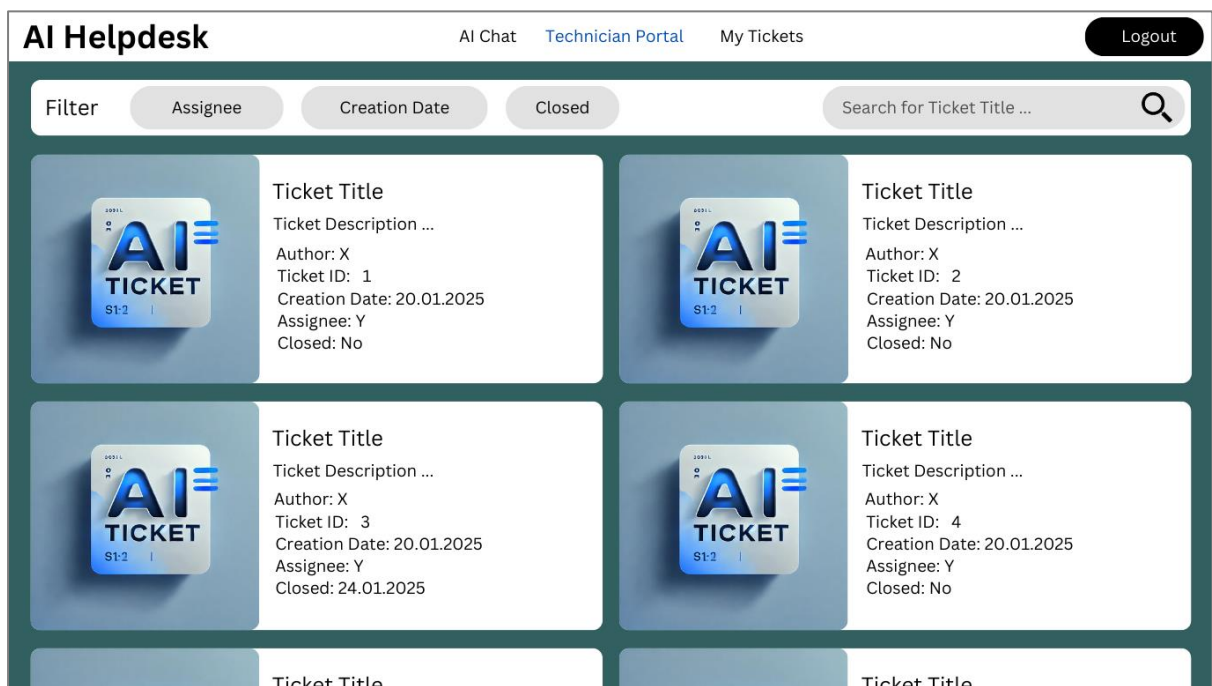 AI Helpdesk
AI Chat
Technician Portal
My Tickets
Logout
Filter
Assignee
Creation Date
Closed
Search for Ticket Title ...
AI
TICKET
S1:2
Ticket Title
Ticket Description ...
Author: X
Ticket ID: 1
Creation Date: 20.01.2025
Assignee: Y
Closed: No
AI
TICKET
S1:2
Ticket Title
Ticket Description ...
Author: X
Ticket ID: 2
Creation Date: 20.01.2025
Assignee: Y
Closed: No
AI
TICKET
S1:2
Ticket Title
Ticket Description ...
Author: X
Ticket ID: 3
Creation Date: 20.01.2025
Assignee: Y
Closed: 24.01.2025
AI
TICKET
S1:2
Ticket Title
Ticket Description ...
Author: X
Ticket ID: 4
Creation Date: 20.01.2025
Assignee: Y
Closed: No
Ticket Title
Ticket Title